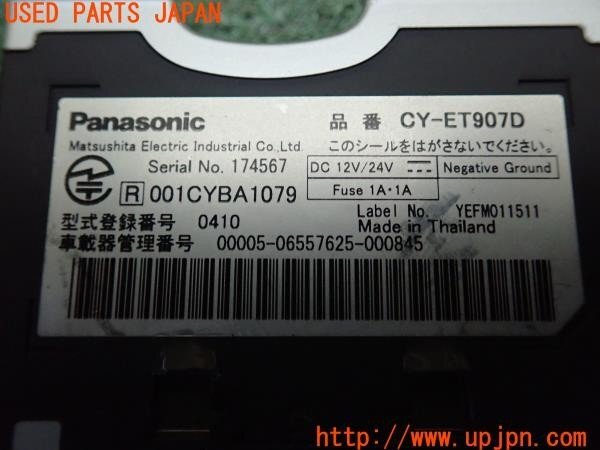 USED PARTS JAPAN
Panasonic 品番 CY-ET907D
Matsushita Electric Industrial Co.,Ltd. このシールをはがさないでください。
Serial No. 174567 DC 12V/24V Negative Ground
R 001CYBA1079 Fuse 1A·1A
型式登録番号 0410 Label No. YEFM011511
Made in Thailand
車載器管理番号 00005-06557625-000845
http://www.upjpn.com